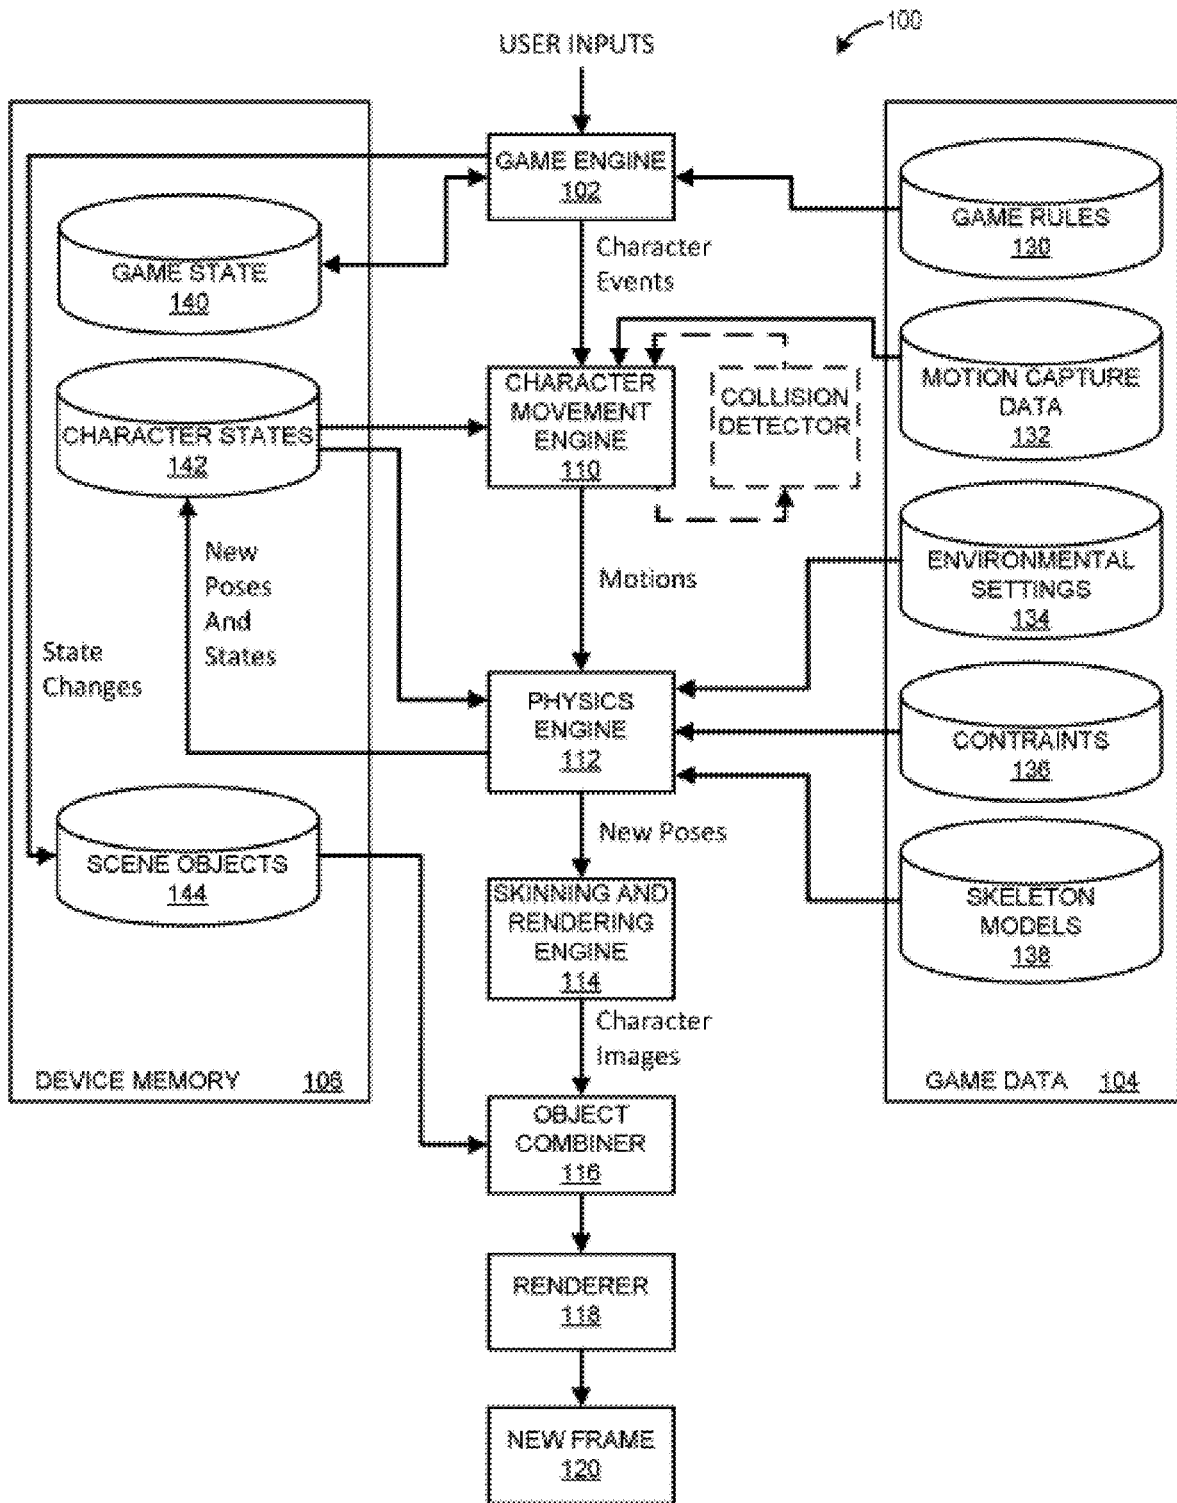 100
USER INPUTS
GAME ENGINE
102
GAME RULES
130
GAME STATE
140
Character
Events
CHARACTER
MOVEMENT
ENGINE
110
COLLISION
DETECTOR
MOTION CAPTURE
DATA
132
CHARACTER STATES
142
New
Poses
And
States
Motions
ENVIRONMENTAL
SETTINGS
134
State
Changes
PHYSICS
ENGINE
112
CONTRAINTS
136
New Poses
SCENE OBJECTS
144
SKINNING AND
RENDERING
ENGINE
114
SKELETON
MODELS
138
Character
Images
DEVICE MEMORY 106
GAME DATA 104
OBJECT
COMBINER
116
RENDERER
118
NEW FRAME
120